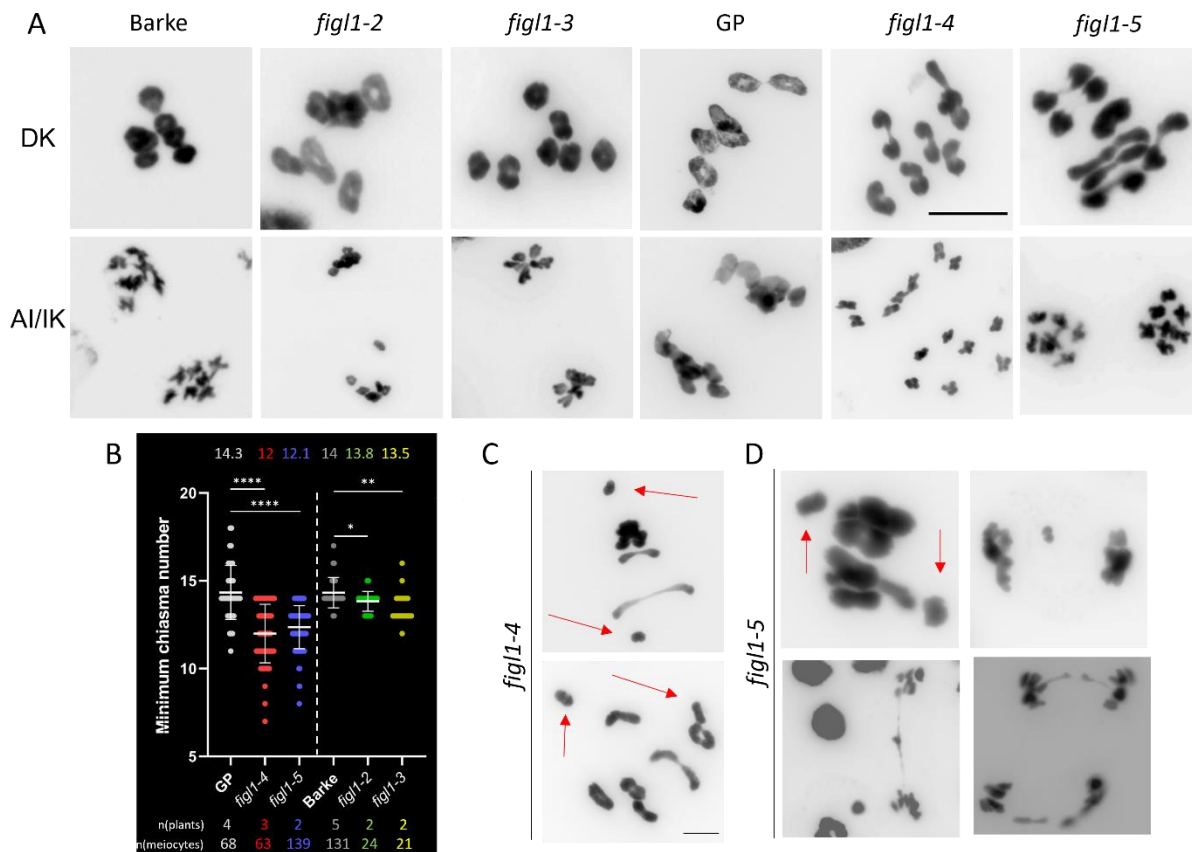 A
Barke figl1-2 figl1-3 GP figl1-4 figl1-5
DK
AI/IK
B
14.3 12 12.1 14 13.8 13.5
**** ****
** *
Minimum chiasma number
20
15
10
5
GP figl1-4 figl1-5 Barke figl1-2 figl1-3
n(plants) 4 3 2 5 2 2
n(meiocytes) 68 63 139 131 24 21
C
figl1-4
D
figl1-5